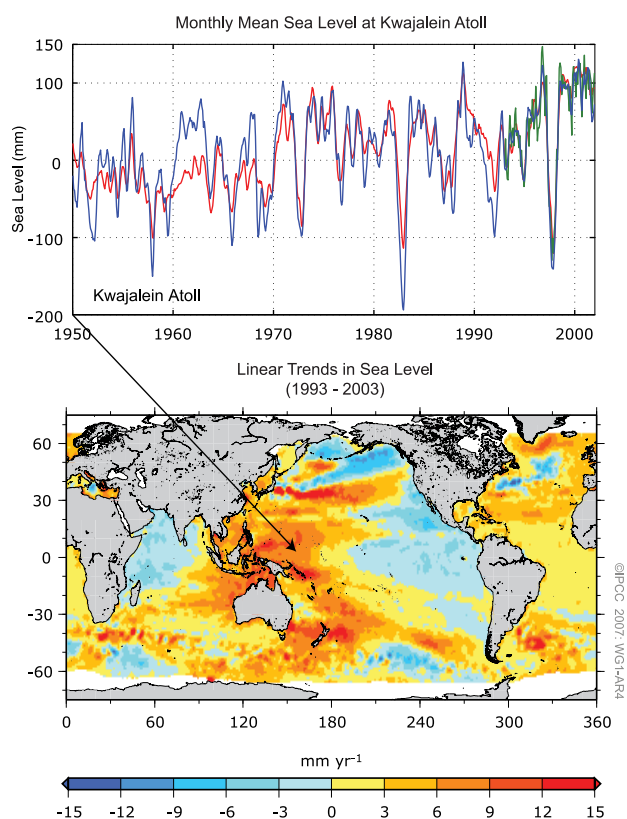 Monthly Mean Sea Level at Kwajalein Atoll
150
100
0
-100
-200
Sea Level (mm)
Kwajalein Atoll
1950 1960 1970 1980 1990 2000
Linear Trends in Sea Level
(1993 - 2003)
60
30
0
-30
-60
0 60 120 180 240 300 360
©IPCC 2007: WG1-AR4
mm yr⁻¹
-15 -12 -9 -6 -3 0 3 6 9 12 15